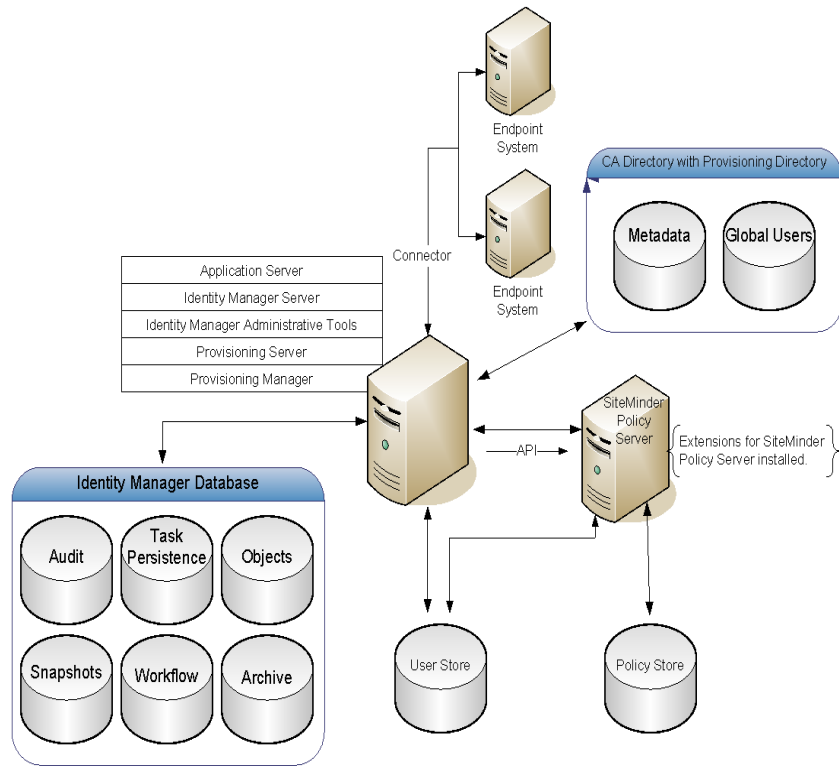 Endpoint
System
CA Directory with Provisioning Directory
Metadata
Global Users
Connector
Endpoint
System
Application Server
Identity Manager Server
Identity Manager Administrative Tools
Provisioning Server
Provisioning Manager
SiteMinder
Policy
Server
API
Extensions for SiteMinder
Policy Server installed.
Identity Manager Database
Audit
Task
Persistence
Objects
Snapshots
Workflow
Archive
User Store
Policy Store